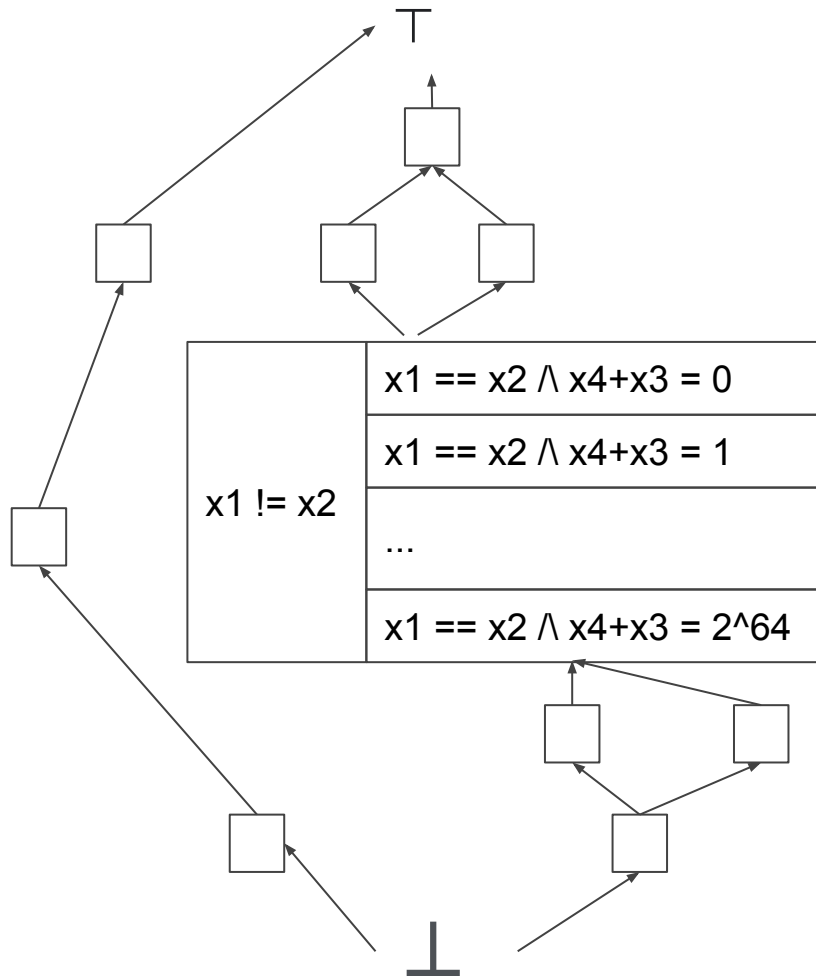 ⊤
x1 != x2
x1 == x2 /\ x4+x3 = 0
x1 == x2 /\ x4+x3 = 1
...
x1 == x2 /\ x4+x3 = 2^64
⊥